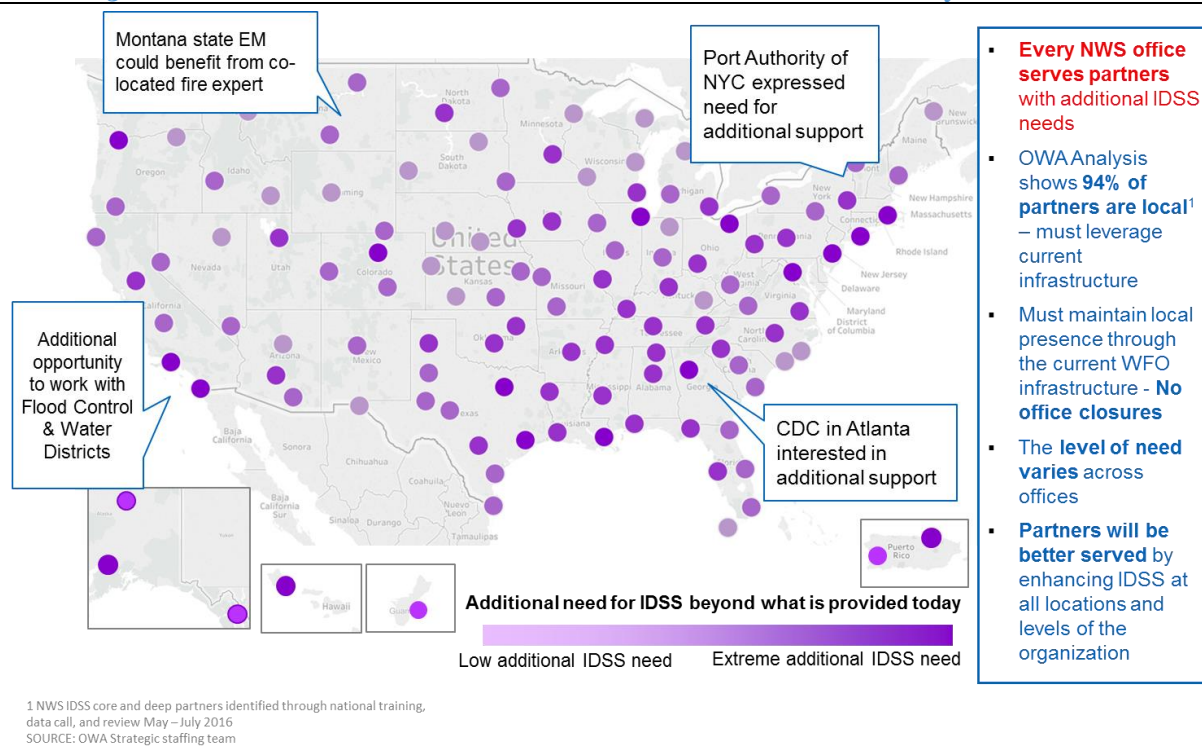 Montana state EM
could benefit from co-
located fire expert
Port Authority of
NYC expressed
need for
additional support
Additional
opportunity
to work with
Flood Control
& Water
Districts
CDC in Atlanta
interested in
additional support
North
Dakota
Minnesota
New
Brunswick
Maine
Oregon
Idaho
South
Dakota
Wisconsin
New
York
New Hampshire
Massachusetts
Connecticut
Rhode Island
United
States
Nevada
Utah
Colorado
Kansas
Missouri
Ohio
West
Virginia
Virginia
New Jersey
Delaware
Maryland
District
of Columbia
Arizona
New
Mexico
North
Carolina
Alabama
Georgia
Baja
California
Sonora
Chihuahua
Coahuila
Baja
California
Sur
Sinaloa
Durango
Nuevo
Leon
Tamaulipas
Hawaii
Guam
Puerto
Rico
Additional need for IDSS beyond what is provided today
Low additional IDSS need
Extreme additional IDSS need
▪ Every NWS office
serves partners
with additional IDSS
needs
▪ OWA Analysis
shows 94% of
partners are local1
– must leverage
current
infrastructure
▪ Must maintain local
presence through
the current WFO
infrastructure - No
office closures
▪ The level of need
varies across
offices
▪ Partners will be
better served by
enhancing IDSS at
all locations and
levels of the
organization
1 NWS IDSS core and deep partners identified through national training,
data call, and review May – July 2016
SOURCE: OWA Strategic staffing team